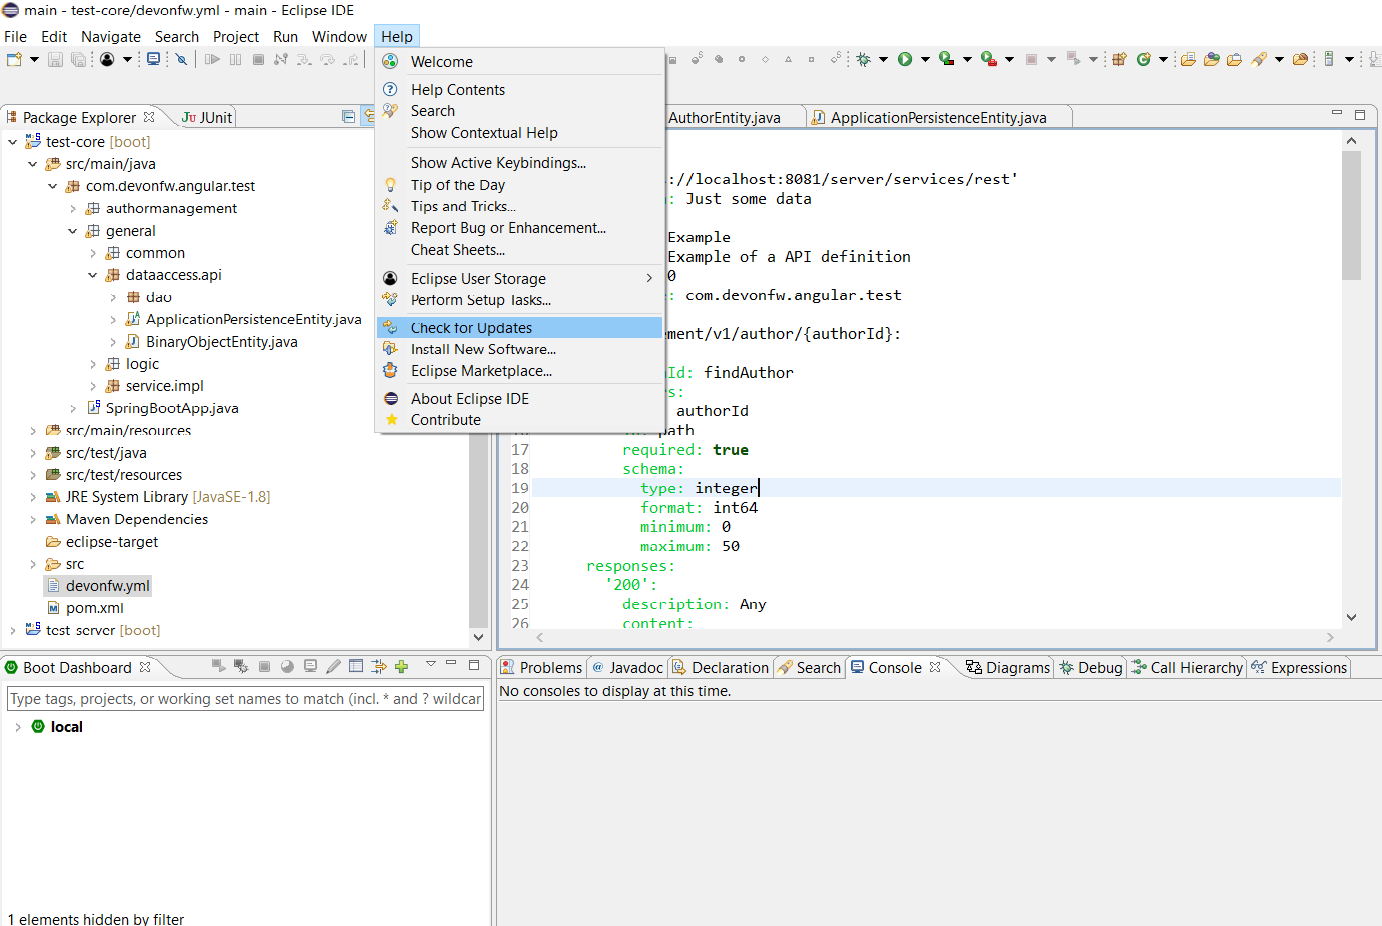 main - test-core/devonfw.yml - main - Eclipse IDE
File Edit Navigate Search Project Run Window Help
Welcome
Help Contents
Search
Show Contextual Help
Show Active Keybindings...
Tip of the Day
Tips and Tricks...
Report Bug or Enhancement...
Cheat Sheets...
Eclipse User Storage
Perform Setup Tasks...
Check for Updates
Install New Software...
Eclipse Marketplace...
About Eclipse IDE
Contribute
Package Explorer JUnit
test-core [boot]
src/main/java
com.devonfw.angular.test
authormanagement
general
common
dataaccess.api
dao
ApplicationPersistenceEntity.java
BinaryObjectEntity.java
logic
service.impl
SpringBootApp.java
src/main/resources
src/test/java
src/test/resources
JRE System Library [JavaSE-1.8]
Maven Dependencies
eclipse-target
src
devonfw.yml
pom.xml
test-server [boot]
AuthorEntity.java ApplicationPersistenceEntity.java
://localhost:8081/server/services/rest'
: Just some data
Example
Example of a API definition
0
: com.devonfw.angular.test
ement/v1/author/{authorId}:
Id: findAuthor
s:
authorId
path
17 required: true
18 schema:
19 type: integer
20 format: int64
21 minimum: 0
22 maximum: 50
23 responses:
24 '200':
25 description: Any
26 content:
Boot Dashboard
Type tags, projects, or working set names to match (incl. * and ? wildcar
local
1 elements hidden by filter
Problems Javadoc Declaration Search Console Diagrams Debug Call Hierarchy Expressions
No consoles to display at this time.